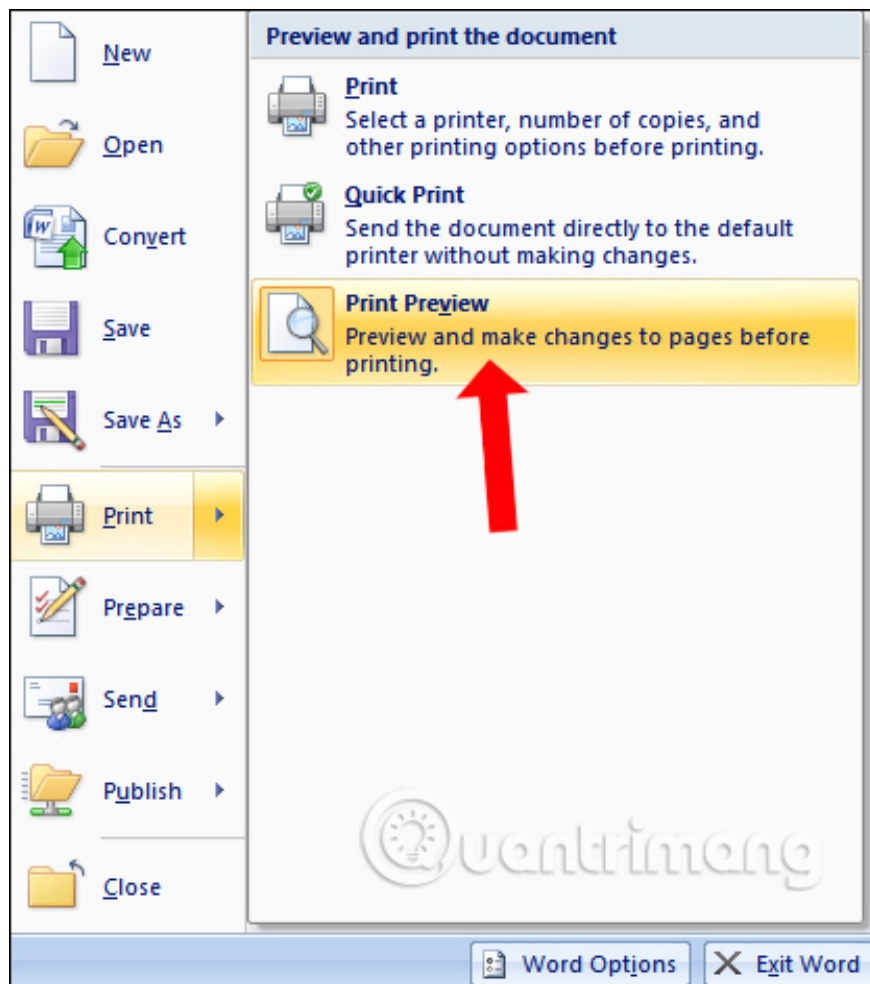 New
Open
Convert
Save
Save As
Print
Prepare
Send
Publish
Close
Preview and print the document
Print
Select a printer, number of copies, and
other printing options before printing.
Quick Print
Send the document directly to the default
printer without making changes.
Print Preview
Preview and make changes to pages before
printing.
Quantrimang
Word Options
Exit Word